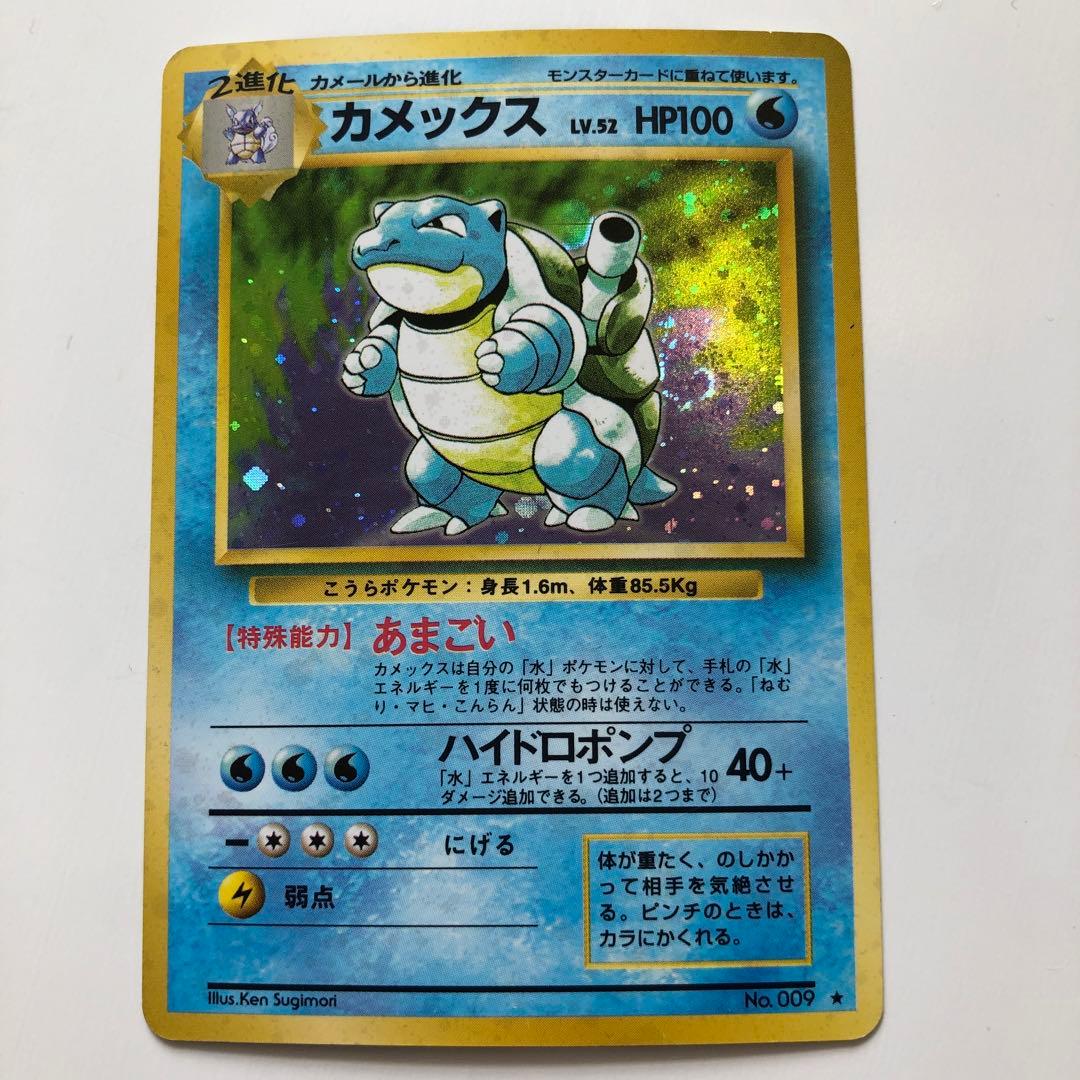 2進化 カメールから進化 モンスターカードに重ねて使います。
カメックス LV.52 HP100
こうらポケモン：身長1.6m、体重85.5Kg
【特殊能力】あまごい
カメックスは自分の「水」ポケモンに対して、手札の「水」
エネルギーを1度に何枚でもつけることができる。「ねむ
り・マヒ・こんらん」状態の時は使えない。
ハイドロポンプ 40+
「水」エネルギーを1つ追加すると、10
ダメージ追加できる。（追加は2つまで）
にげる
弱点
体が重たく、のしかか
って相手を気絶させ
る。ピンチのときは、
カラにかくれる。
Illus.Ken Sugimori No. 009 ★